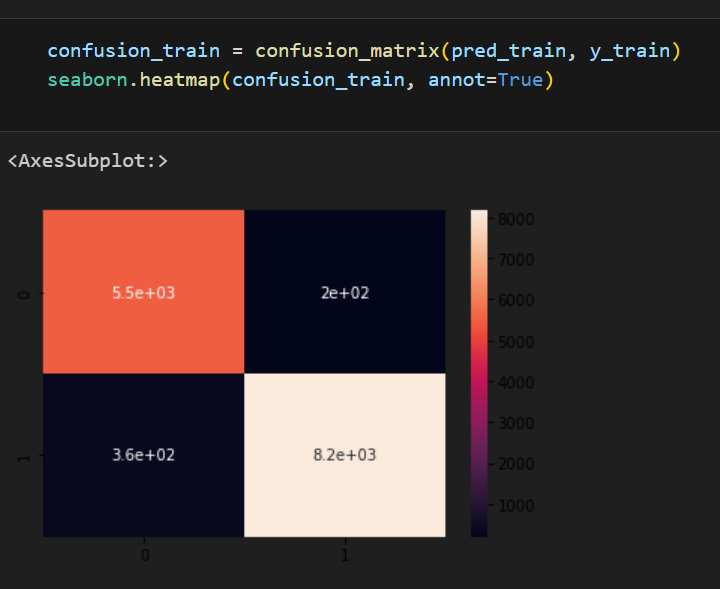 confusion_train = confusion_matrix(pred_train, y_train)
seaborn.heatmap(confusion_train, annot=True)
<AxesSubplot:>
8000
7000
6000
5000
4000
3000
2000
1000
0
5.5e+03 2e+02
1
3.6e+02 8.2e+03
0 1